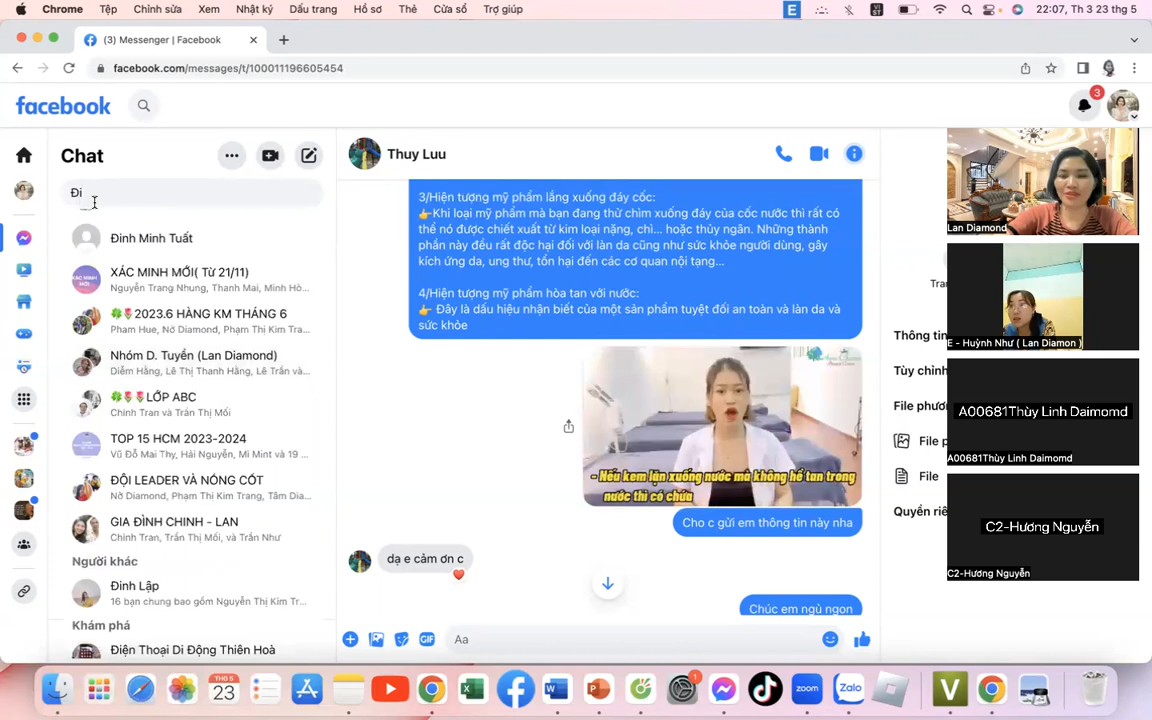 Chrome Tệp Chỉnh sửa Xem Nhật ký Dấu trang Hồ sơ Thẻ Cửa sổ Trợ giúp
E VI ST 22:07, Th 3 23 thg 5
(3) Messenger | Facebook
facebook.com/messages/t/100011196605454
facebook
3
Chat
Đi
Đinh Minh Tuất
XÁC MINH MỚI( Từ 21/11)
Nguyễn Trang Nhung, Thanh Mai, Minh Hò...
🍀🌷2023.6 HÀNG KM THÁNG 6
Pham Hue, Nở Diamond, Phạm Thị Kim Tra...
Nhóm D. Tuyển (Lan Diamond)
Diễm Hằng, Lê Thị Thanh Hằng, Lê Trần và...
🍀🌷🌷LỚP ABC
Chinh Tran và Trần Thị Mối
TOP 15 HCM 2023-2024
Vũ Đỗ Mai Thy, Hải Nguyễn, Mi Mint và 19 ...
ĐỘI LEADER VÀ NÒNG CỐT
Nở Diamond, Phạm Thị Kim Trang, Tâm Dia...
GIA ĐÌNH CHINH - LAN
Chinh Tran, Trần Thị Mối, và Trần Như
Người khác
Đinh Lập
16 bạn chung bao gồm Nguyễn Thị Kim Tr...
Khám phá
Điện Thoại Di Động Thiên Hoà
Thuy Luu
3/Hiện tượng mỹ phẩm lắng xuống đáy cốc:
👉Khi loại mỹ phẩm mà bạn đang thử chìm xuống đáy của cốc nước thì rất có
thể nó được chiết xuất từ kim loại nặng, chì... hoặc thủy ngân. Những thành
phần này đều rất độc hại đối với làn da cũng như sức khỏe người dùng, gây
kích ứng da, ung thư, tổn hại đến các cơ quan nội tạng...
4/Hiện tượng mỹ phẩm hòa tan với nước:
👉 Đây là dấu hiệu nhận biết của một sản phẩm tuyệt đối an toàn và làn da và
sức khỏe
- Nếu kem lặn xuống nước mà không hề tan trong
nước thì có chứa
Cho c gửi em thông tin này nha
dạ e cảm ơn c
❤️
Chúc em ngủ ngon
GIF Aa
Tran
Thông tin
Tùy chỉnh
File phươ
File p
File
Quyền riê
Lan Diamond
E - Huỳnh Như ( Lan Diamon )
A00681Thùy Linh Daimomd
A00681Thùy Linh Daimomd
C2-Hương Nguyễn
C2-Hương Nguyễn
THG 5
23
1
zoom
Zalo
V